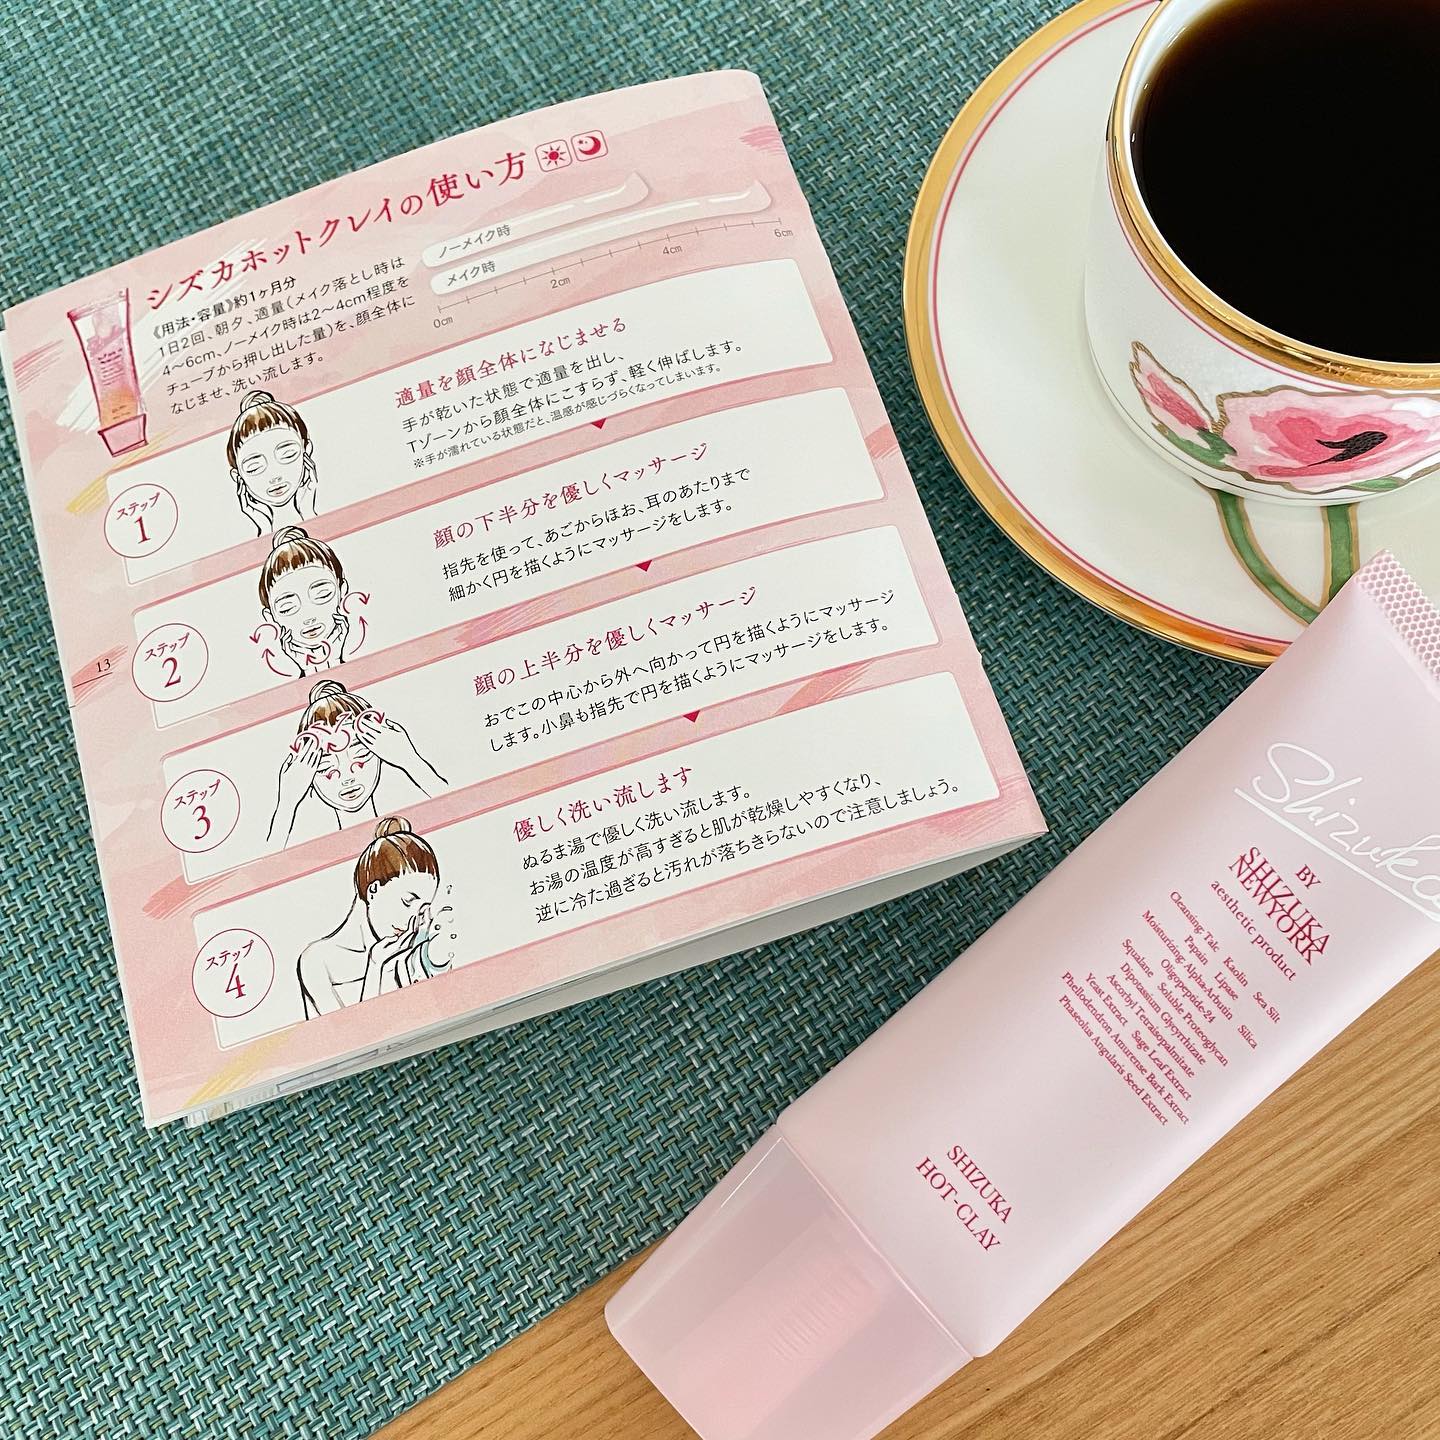 シズカホットクレイの使い方
《用法・容量》約1ヶ月分
1日2回、朝夕、適量(メイク落とし時は
4〜6cm、ノーメイク時は2〜4cm程度を
チューブから押し出した量)を、顔全体に
なじませ、洗い流します。
ノーメイク時
メイク時
0cm 2cm 4cm 6cm
ステップ
1
適量を顔全体になじませる
手が乾いた状態で適量を出し、
Tゾーンから顔全体にこすらず、軽く伸ばします。
※手が濡れている状態だと、温感が感じづらくなってしまいます。
ステップ
2
顔の下半分を優しくマッサージ
指先を使って、あごからほお、耳のあたりまで
細かく円を描くようにマッサージをします。
13
ステップ
3
顔の上半分を優しくマッサージ
おでこの中心から外へ向かって円を描くようにマッサージ
します。小鼻も指先で円を描くようにマッサージをします。
ステップ
4
優しく洗い流します
ぬるま湯で優しく洗い流します。
お湯の温度が高すぎると肌が乾燥しやすくなり、
逆に冷た過ぎると汚れが落ちきらないので注意しましょう。
Shizuka
BY
SHIZUKA
NEWYORK
aesthetic product
Cleansing Talc Kaolin Sea Silt
Papain Lipase Silica
Moisturizing Alpha-Arbutin
Oligopeptide-24
Squalane Soluble Proteoglycan
Dipotassium Glycyrrhizate
Ascorbyl Tetraisopalmitate
Yeast Extract Sage Leaf Extract
Phellodendron Amurense Bark Extract
Phaseolus Angularis Seed Extract
SHIZUKA
HOT-CLAY